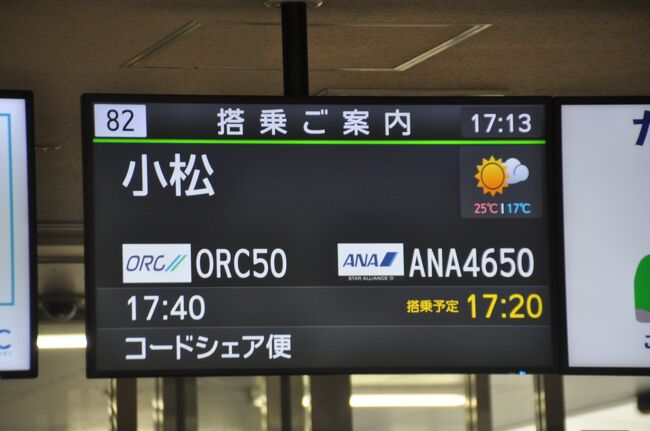 82 搭乗ご案内 17:13
小松
25℃ | 17℃
ORC ORC50 ANA ANA4650
STAR ALLIANCE
17:40 搭乗予定 17:20
コードシェア便